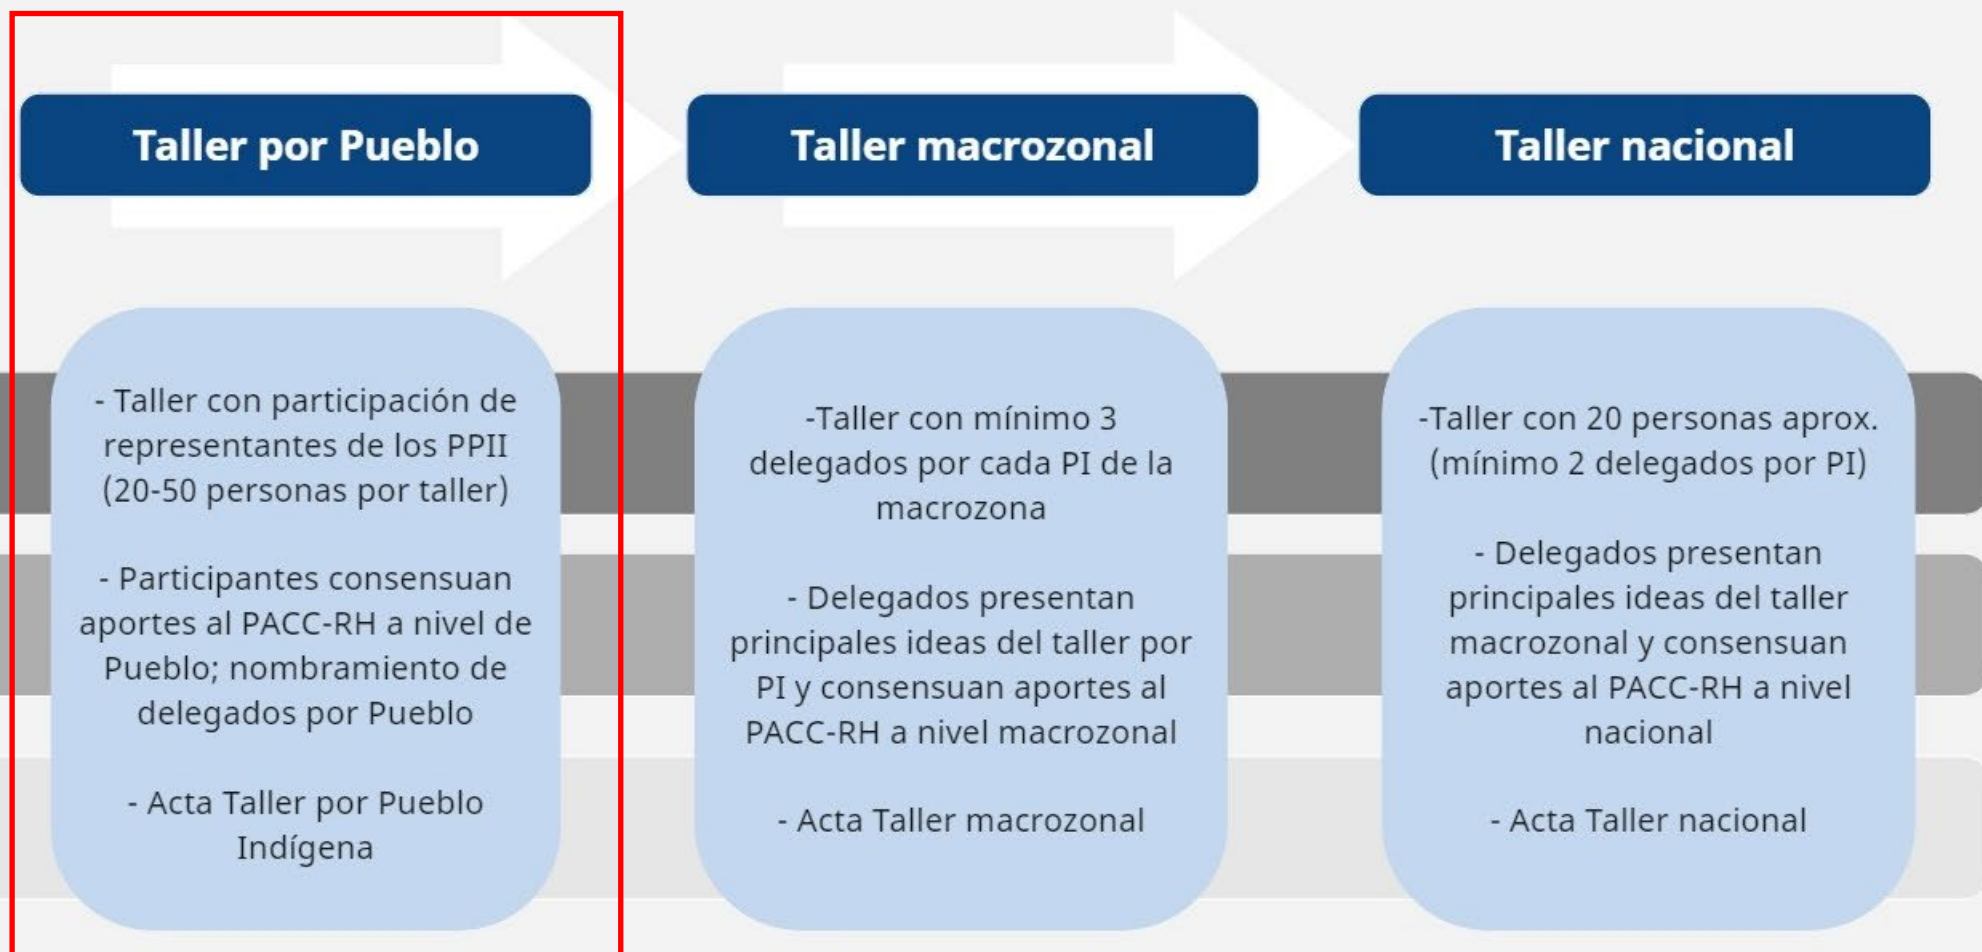 Taller por Pueblo
- Taller con participación de
representantes de los PPII
(20-50 personas por taller)
- Participantes consensuan
aportes al PACC-RH a nivel de
Pueblo; nombramiento de
delegados por Pueblo
- Acta Taller por Pueblo
Indígena
Taller macrozonal
-Taller con mínimo 3
delegados por cada PI de la
macrozona
- Delegados presentan
principales ideas del taller por
PI y consensuan aportes al
PACC-RH a nivel macrozonal
- Acta Taller macrozonal
Taller nacional
-Taller con 20 personas aprox.
(mínimo 2 delegados por PI)
- Delegados presentan
principales ideas del taller
macrozonal y consensuan
aportes al PACC-RH a nivel
nacional
- Acta Taller nacional